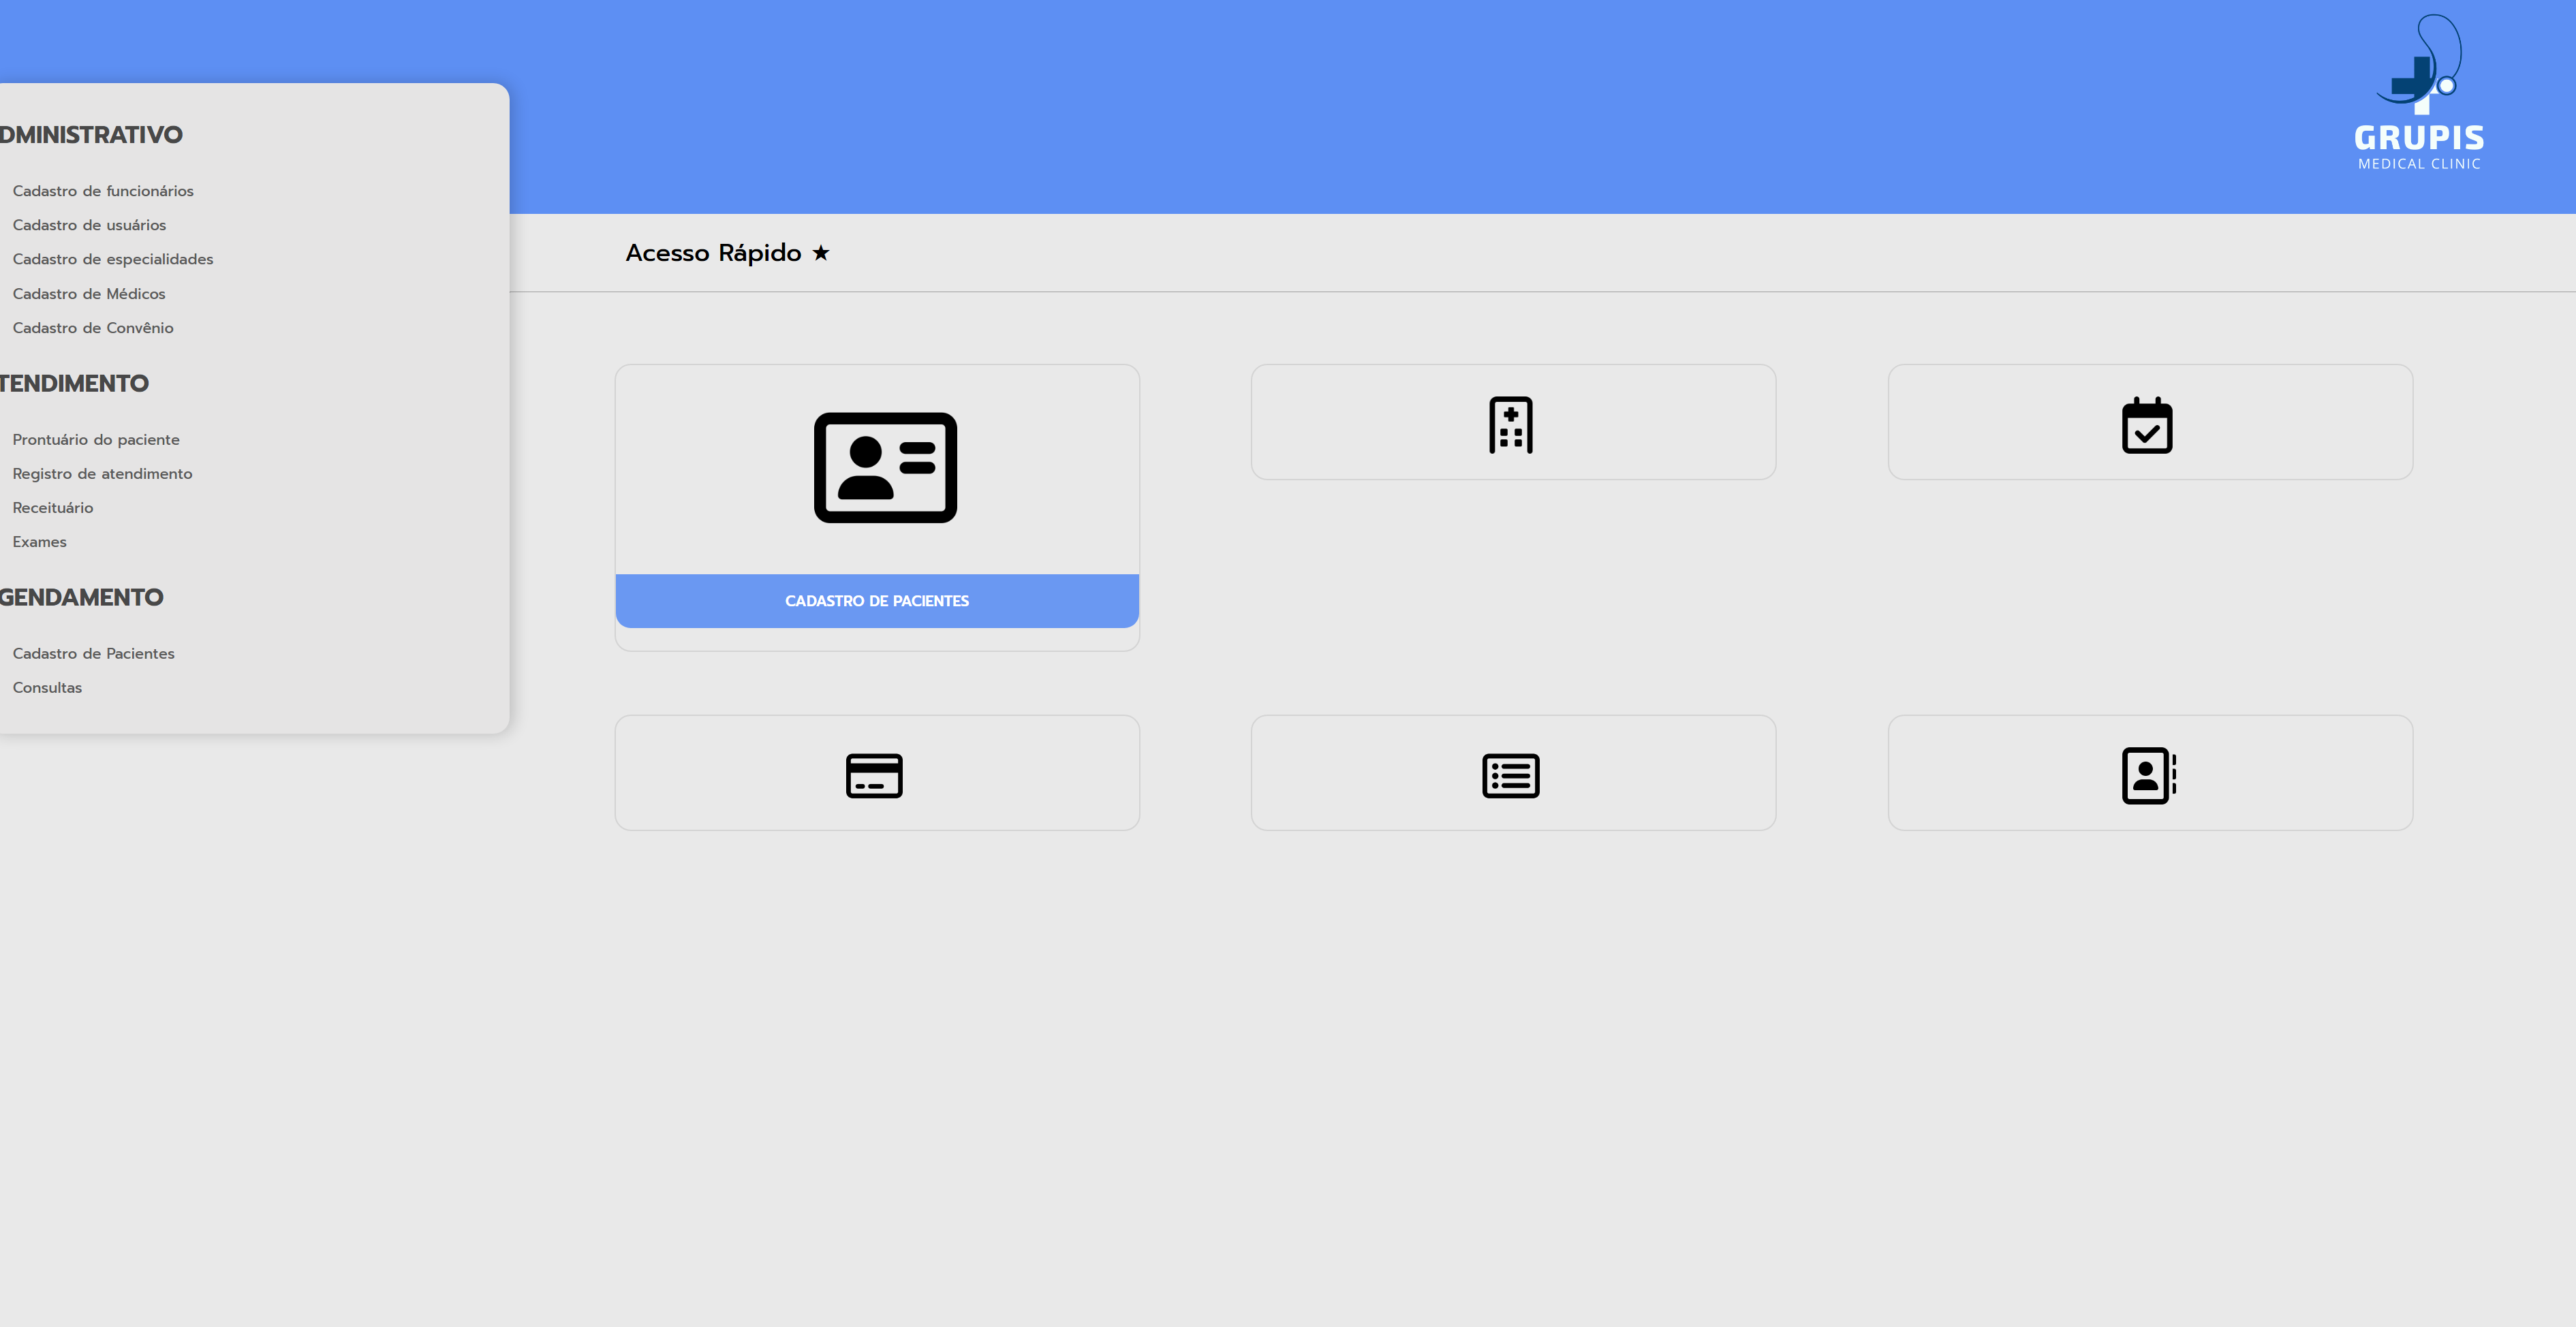 GRUPIS
MEDICAL CLINIC
DMINISTRATIVO
Cadastro de funcionários
Cadastro de usuários
Cadastro de especialidades
Cadastro de Médicos
Cadastro de Convênio
TENDIMENTO
Prontuário do paciente
Registro de atendimento
Receituário
Exames
GENDAMENTO
Cadastro de Pacientes
Consultas
Acesso Rápido ★
CADASTRO DE PACIENTES